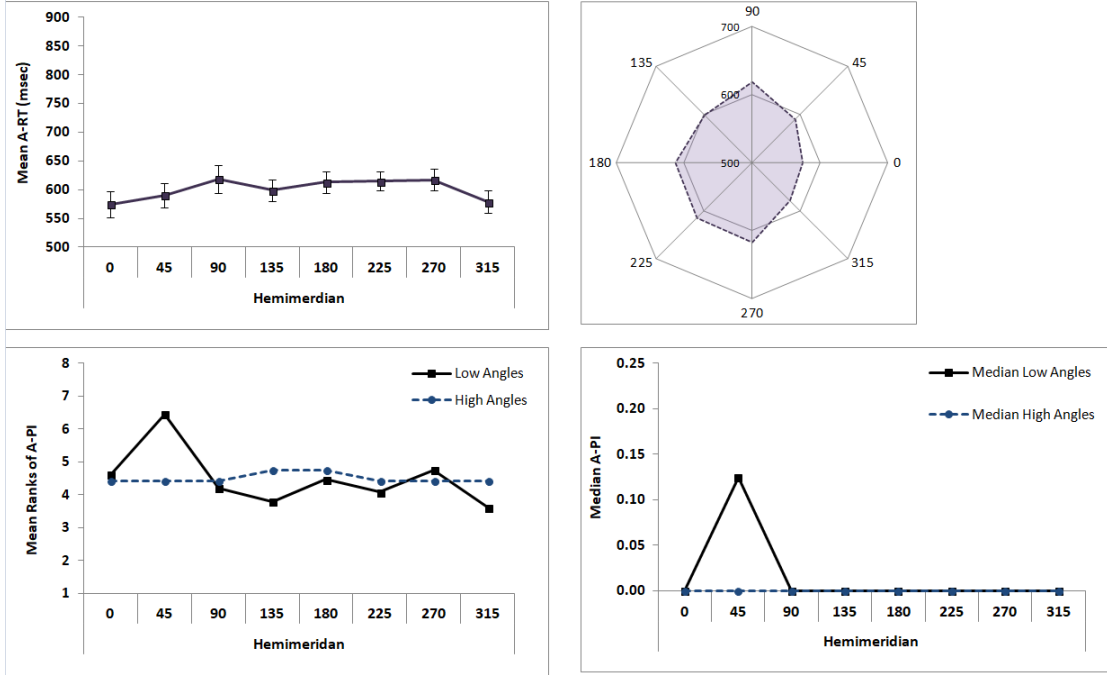 900
850
800
750
700
650
600
550
500
Mean A-RT (msec)
0 45 90 135 180 225 270 315
Hemimerdian
90
700
135
45
600
180
500
0
225
315
270
8
7
6
5
4
3
2
1
Mean Ranks of A-PI
Low Angles
High Angles
0 45 90 135 180 225 270 315
Hemimeridan
0.25
0.20
0.15
0.10
0.05
0.00
Median A-PI
Median Low Angles
Median High Angles
0 45 90 135 180 225 270 315
Hemimeridian